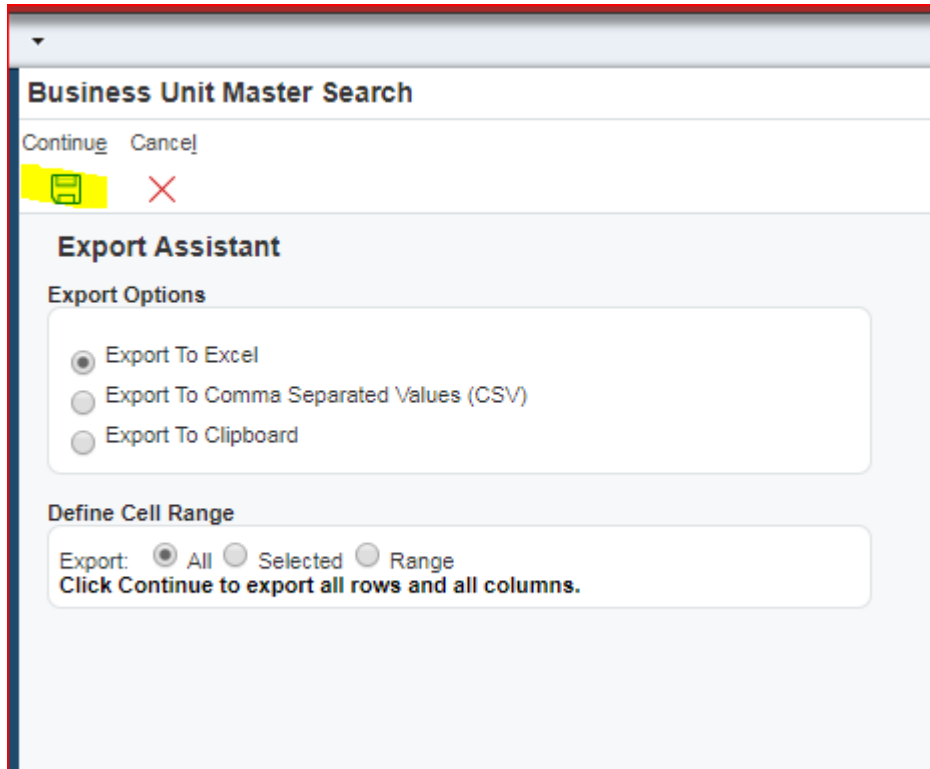 Business Unit Master Search
Continue Cancel
Export Assistant
Export Options
Export To Excel
Export To Comma Separated Values (CSV)
Export To Clipboard
Define Cell Range
Export: All Selected Range
Click Continue to export all rows and all columns.